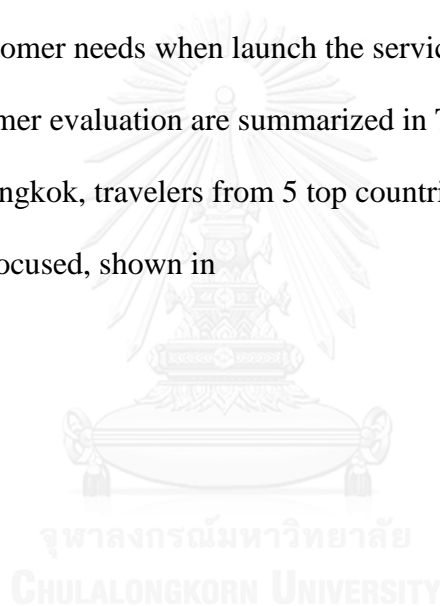 omer needs when launch the servic
mer evaluation are summarized in T
ngkok, travelers from 5 top countri
ocused, shown in
จุฬาลงกรณ์มหาวิทยาลัย
CHULALONGKORN UNIVERSITY